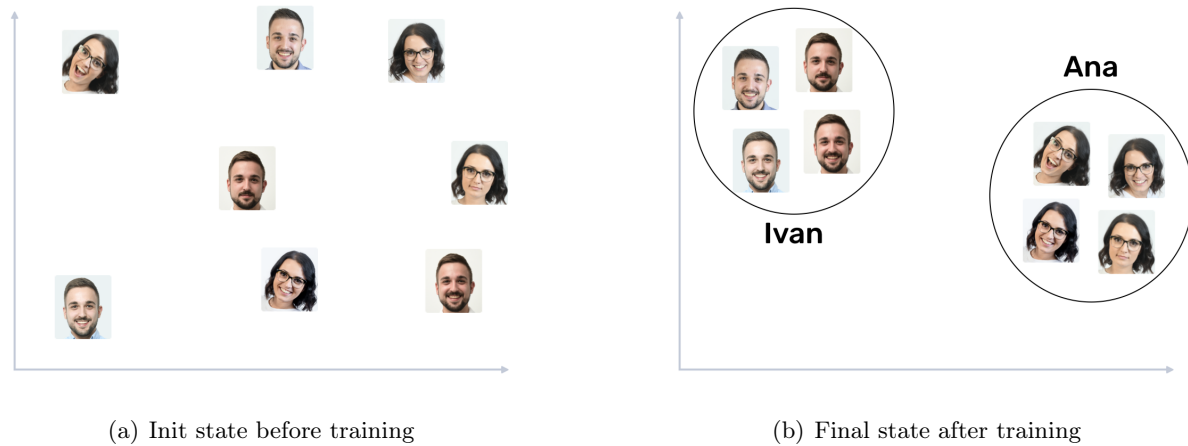 Ana
Ivan
(a) Init state before training
(b) Final state after training